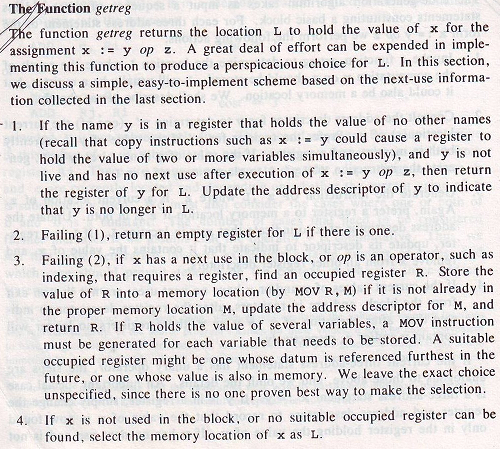 The Function getreg
The function getreg returns the location L to hold the value of x for the
assignment x := y op z. A great deal of effort can be expended in imple-
menting this function to produce a perspicacious choice for L. In this section,
we discuss a simple, easy-to-implement scheme based on the next-use informa-
tion collected in the last section.
1. If the name y is in a register that holds the value of no other names
(recall that copy instructions such as x := y could cause a register to
hold the value of two or more variables simultaneously), and y is not
live and has no next use after execution of x := y op z, then return
the register of y for L. Update the address descriptor of y to indicate
that y is no longer in L.
2. Failing (1), return an empty register for L if there is one.
3. Failing (2), if x has a next use in the block, or op is an operator, such as
indexing, that requires a register, find an occupied register R. Store the
value of R into a memory location (by MOV R, M) if it is not already in
the proper memory location M, update the address descriptor for M, and
return R. If R holds the value of several variables, a MOV instruction
must be generated for each variable that needs to be stored. A suitable
occupied register might be one whose datum is referenced furthest in the
future, or one whose value is also in memory. We leave the exact choice
unspecified, since there is no one proven best way to make the selection.
4. If x is not used in the block, or no suitable occupied register can be
found, select the memory location of x as L.